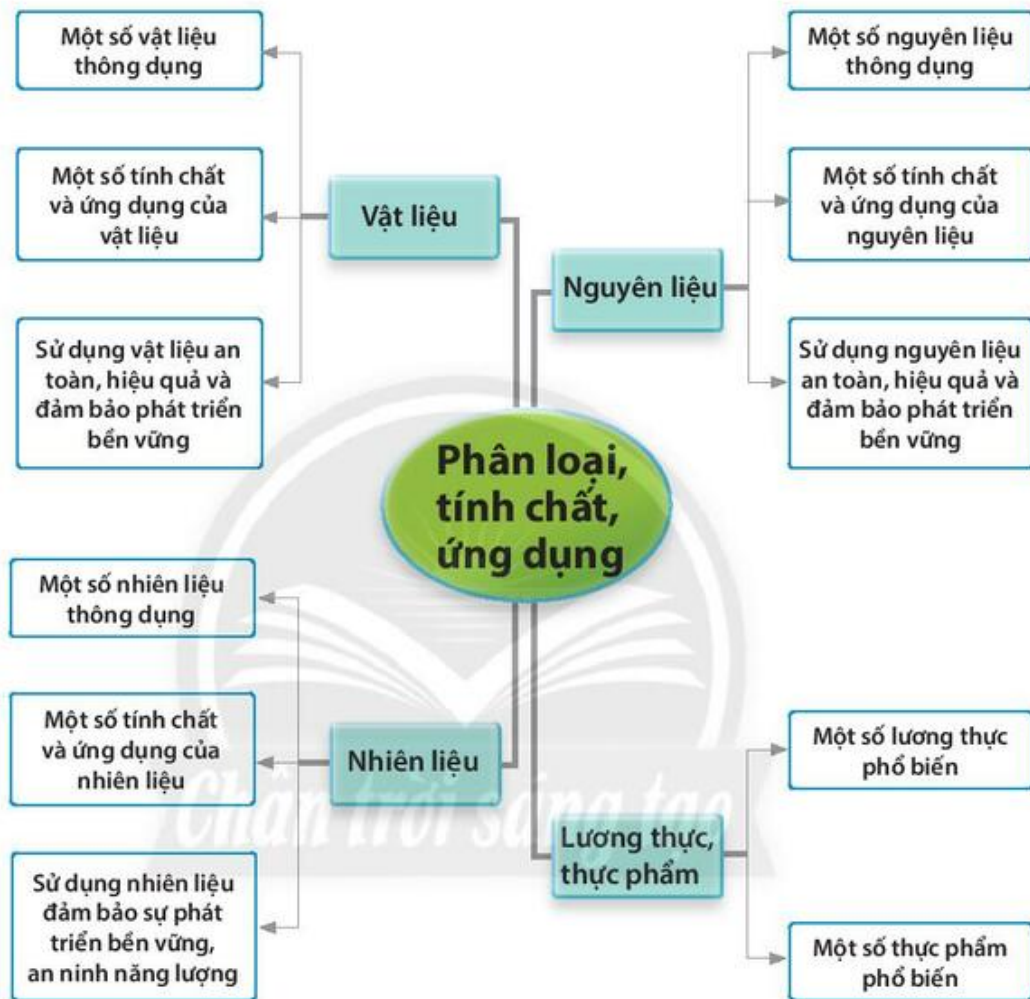 Một số vật liệu
thông dụng
Một số tính chất
và ứng dụng của
vật liệu
Sử dụng vật liệu an
toàn, hiệu quả và
đảm bảo phát triển
bền vững
Vật liệu
Một số nguyên liệu
thông dụng
Một số tính chất
và ứng dụng của
nguyên liệu
Sử dụng nguyên liệu
an toàn, hiệu quả và
đảm bảo phát triển
bền vững
Nguyên liệu
Phân loại,
tính chất,
ứng dụng
Một số nhiên liệu
thông dụng
Một số tính chất
và ứng dụng của
nhiên liệu
Sử dụng nhiên liệu
đảm bảo sự phát
triển bền vững,
an ninh năng lượng
Nhiên liệu
Lương thực,
thực phẩm
Một số lương thực
phổ biến
Một số thực phẩm
phổ biến
Chân trời sáng tạo